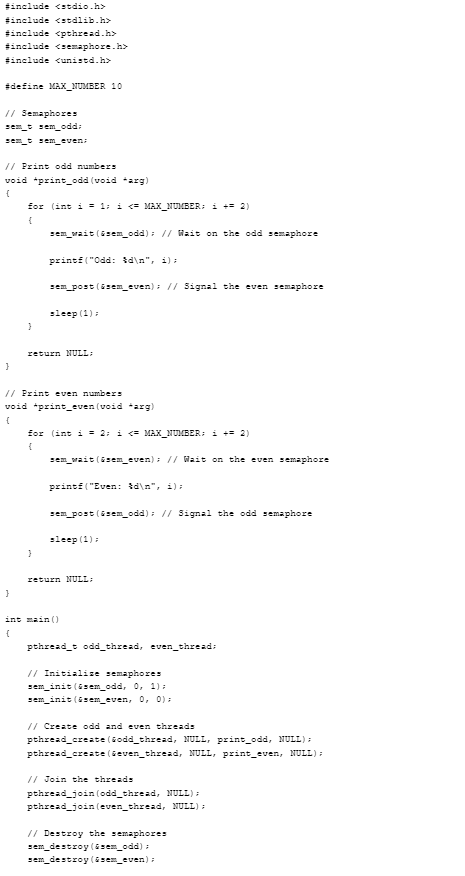 #include <stdio.h>
#include <stdlib.h>
#include <pthread.h>
#include <semaphore.h>
#include <unistd.h>

#define MAX_NUMBER 10

// Semaphores
sem_t sem_odd;
sem_t sem_even;

// Print odd numbers
void *print_odd(void *arg)
{
    for (int i = 1; i <= MAX_NUMBER; i += 2)
    {
        sem_wait(&sem_odd); // Wait on the odd semaphore

        printf("Odd: %d\n", i);

        sem_post(&sem_even); // Signal the even semaphore

        sleep(1);
    }

    return NULL;
}

// Print even numbers
void *print_even(void *arg)
{
    for (int i = 2; i <= MAX_NUMBER; i += 2)
    {
        sem_wait(&sem_even); // Wait on the even semaphore

        printf("Even: %d\n", i);

        sem_post(&sem_odd); // Signal the odd semaphore

        sleep(1);
    }

    return NULL;
}

int main()
{
    pthread_t odd_thread, even_thread;

    // Initialize semaphores
    sem_init(&sem_odd, 0, 1);
    sem_init(&sem_even, 0, 0);

    // Create odd and even threads
    pthread_create(&odd_thread, NULL, print_odd, NULL);
    pthread_create(&even_thread, NULL, print_even, NULL);

    // Join the threads
    pthread_join(odd_thread, NULL);
    pthread_join(even_thread, NULL);

    // Destroy the semaphores
    sem_destroy(&sem_odd);
    sem_destroy(&sem_even);